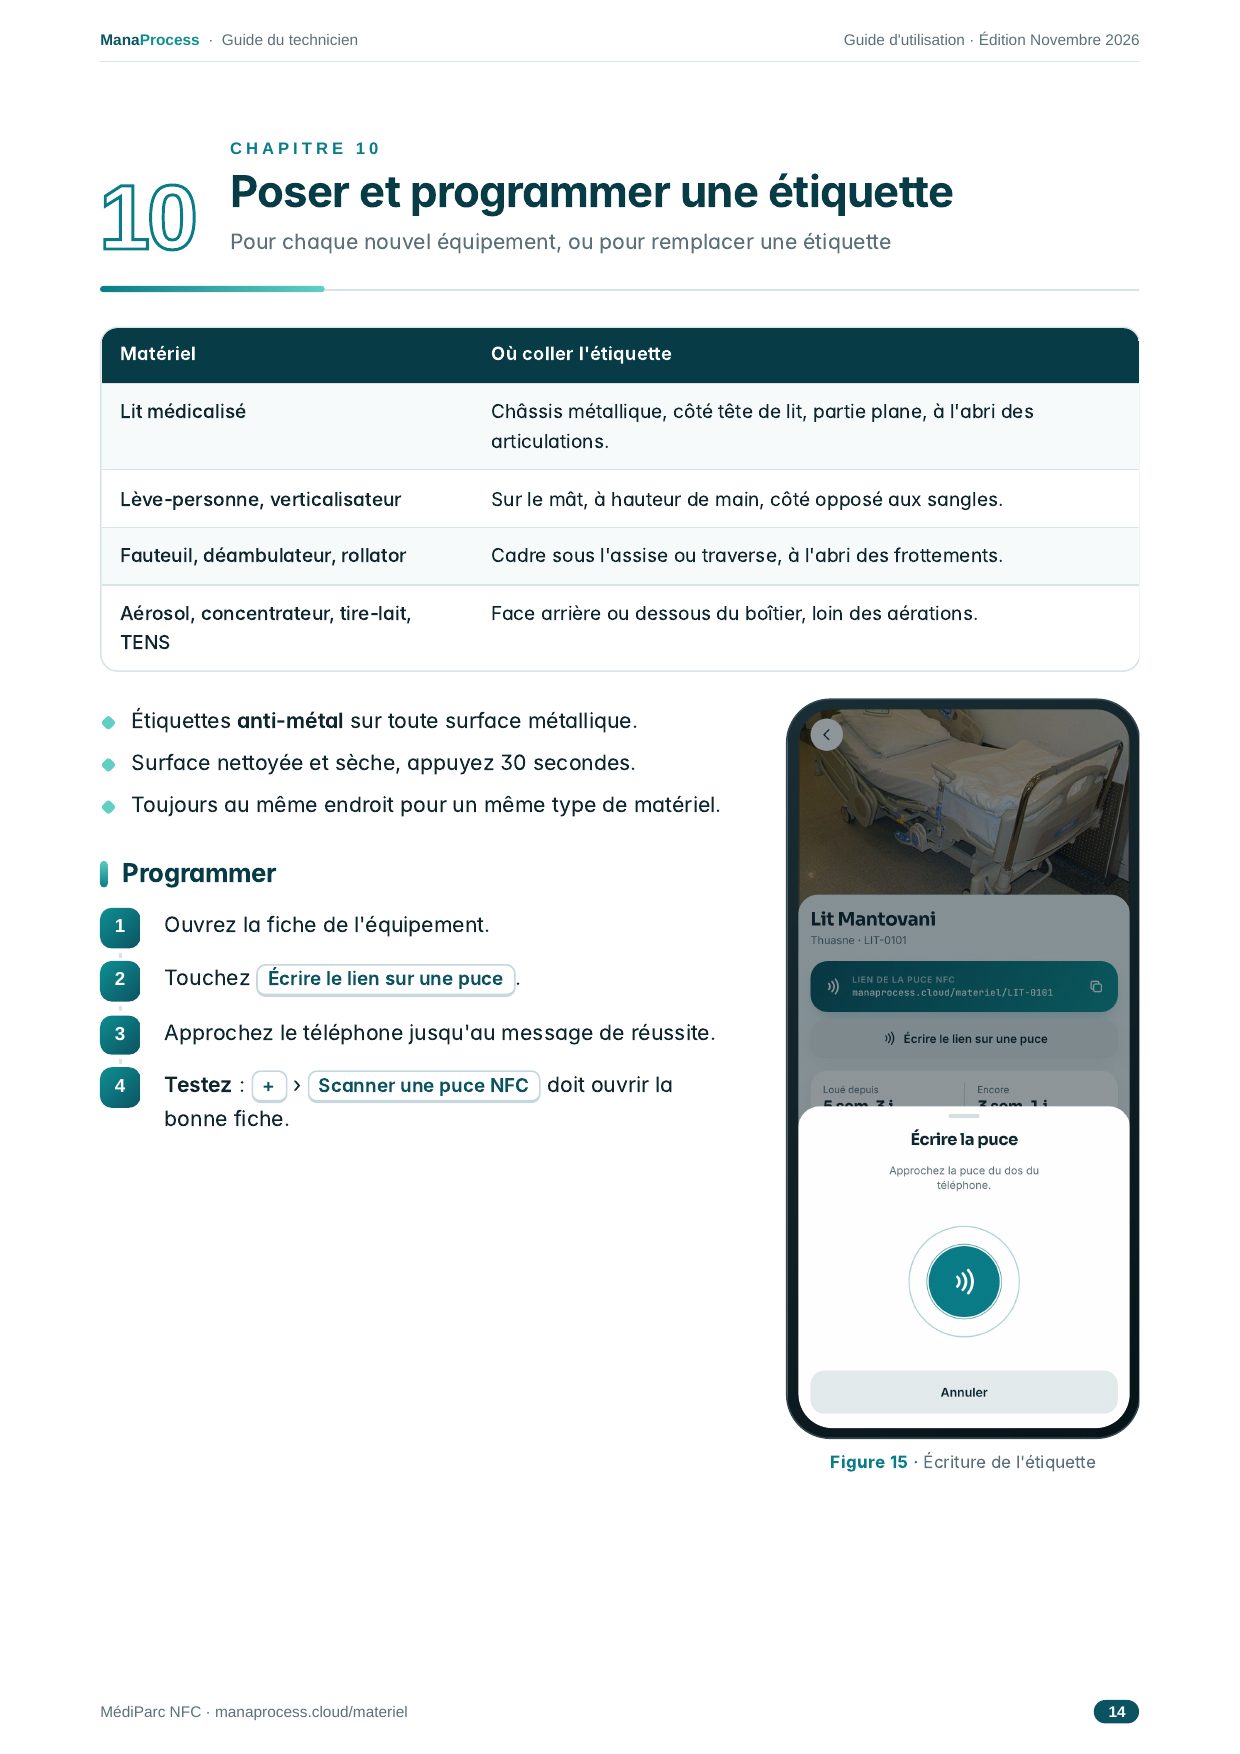 ManaProcess · Guide du technicien
Guide d'utilisation · Édition Novembre 2026
CHAPITRE 10
10
Poser et programmer une étiquette
Pour chaque nouvel équipement, ou pour remplacer une étiquette
Matériel
Où coller l'étiquette
Lit médicalisé
Châssis métallique, côté tête de lit, partie plane, à l'abri des
articulations.
Lève-personne, verticalisateur
Sur le mât, à hauteur de main, côté opposé aux sangles.
Fauteuil, déambulateur, rollator
Cadre sous l'assise ou traverse, à l'abri des frottements.
Aérosol, concentrateur, tire-lait,
TENS
Face arrière ou dessous du boîtier, loin des aérations.
Étiquettes anti-métal sur toute surface métallique.
Surface nettoyée et sèche, appuyez 30 secondes.
Toujours au même endroit pour un même type de matériel.
Programmer
1 Ouvrez la fiche de l'équipement.
2 Touchez Écrire le lien sur une puce.
3 Approchez le téléphone jusqu'au message de réussite.
4 Testez : + › Scanner une puce NFC doit ouvrir la
bonne fiche.
Lit Mantovani
Thuasne · LIT-0101
LIEN DE LA PUCE NFC
manaprocess.cloud/materiel/LIT-0101
Écrire le lien sur une puce
Loué depuis
Encore
5 sem. 3 j
3 sem. 1 j
Écrire la puce
Approchez la puce du dos du
téléphone.
Annuler
Figure 15 · Écriture de l'étiquette
MédiParc NFC · manaprocess.cloud/materiel
14